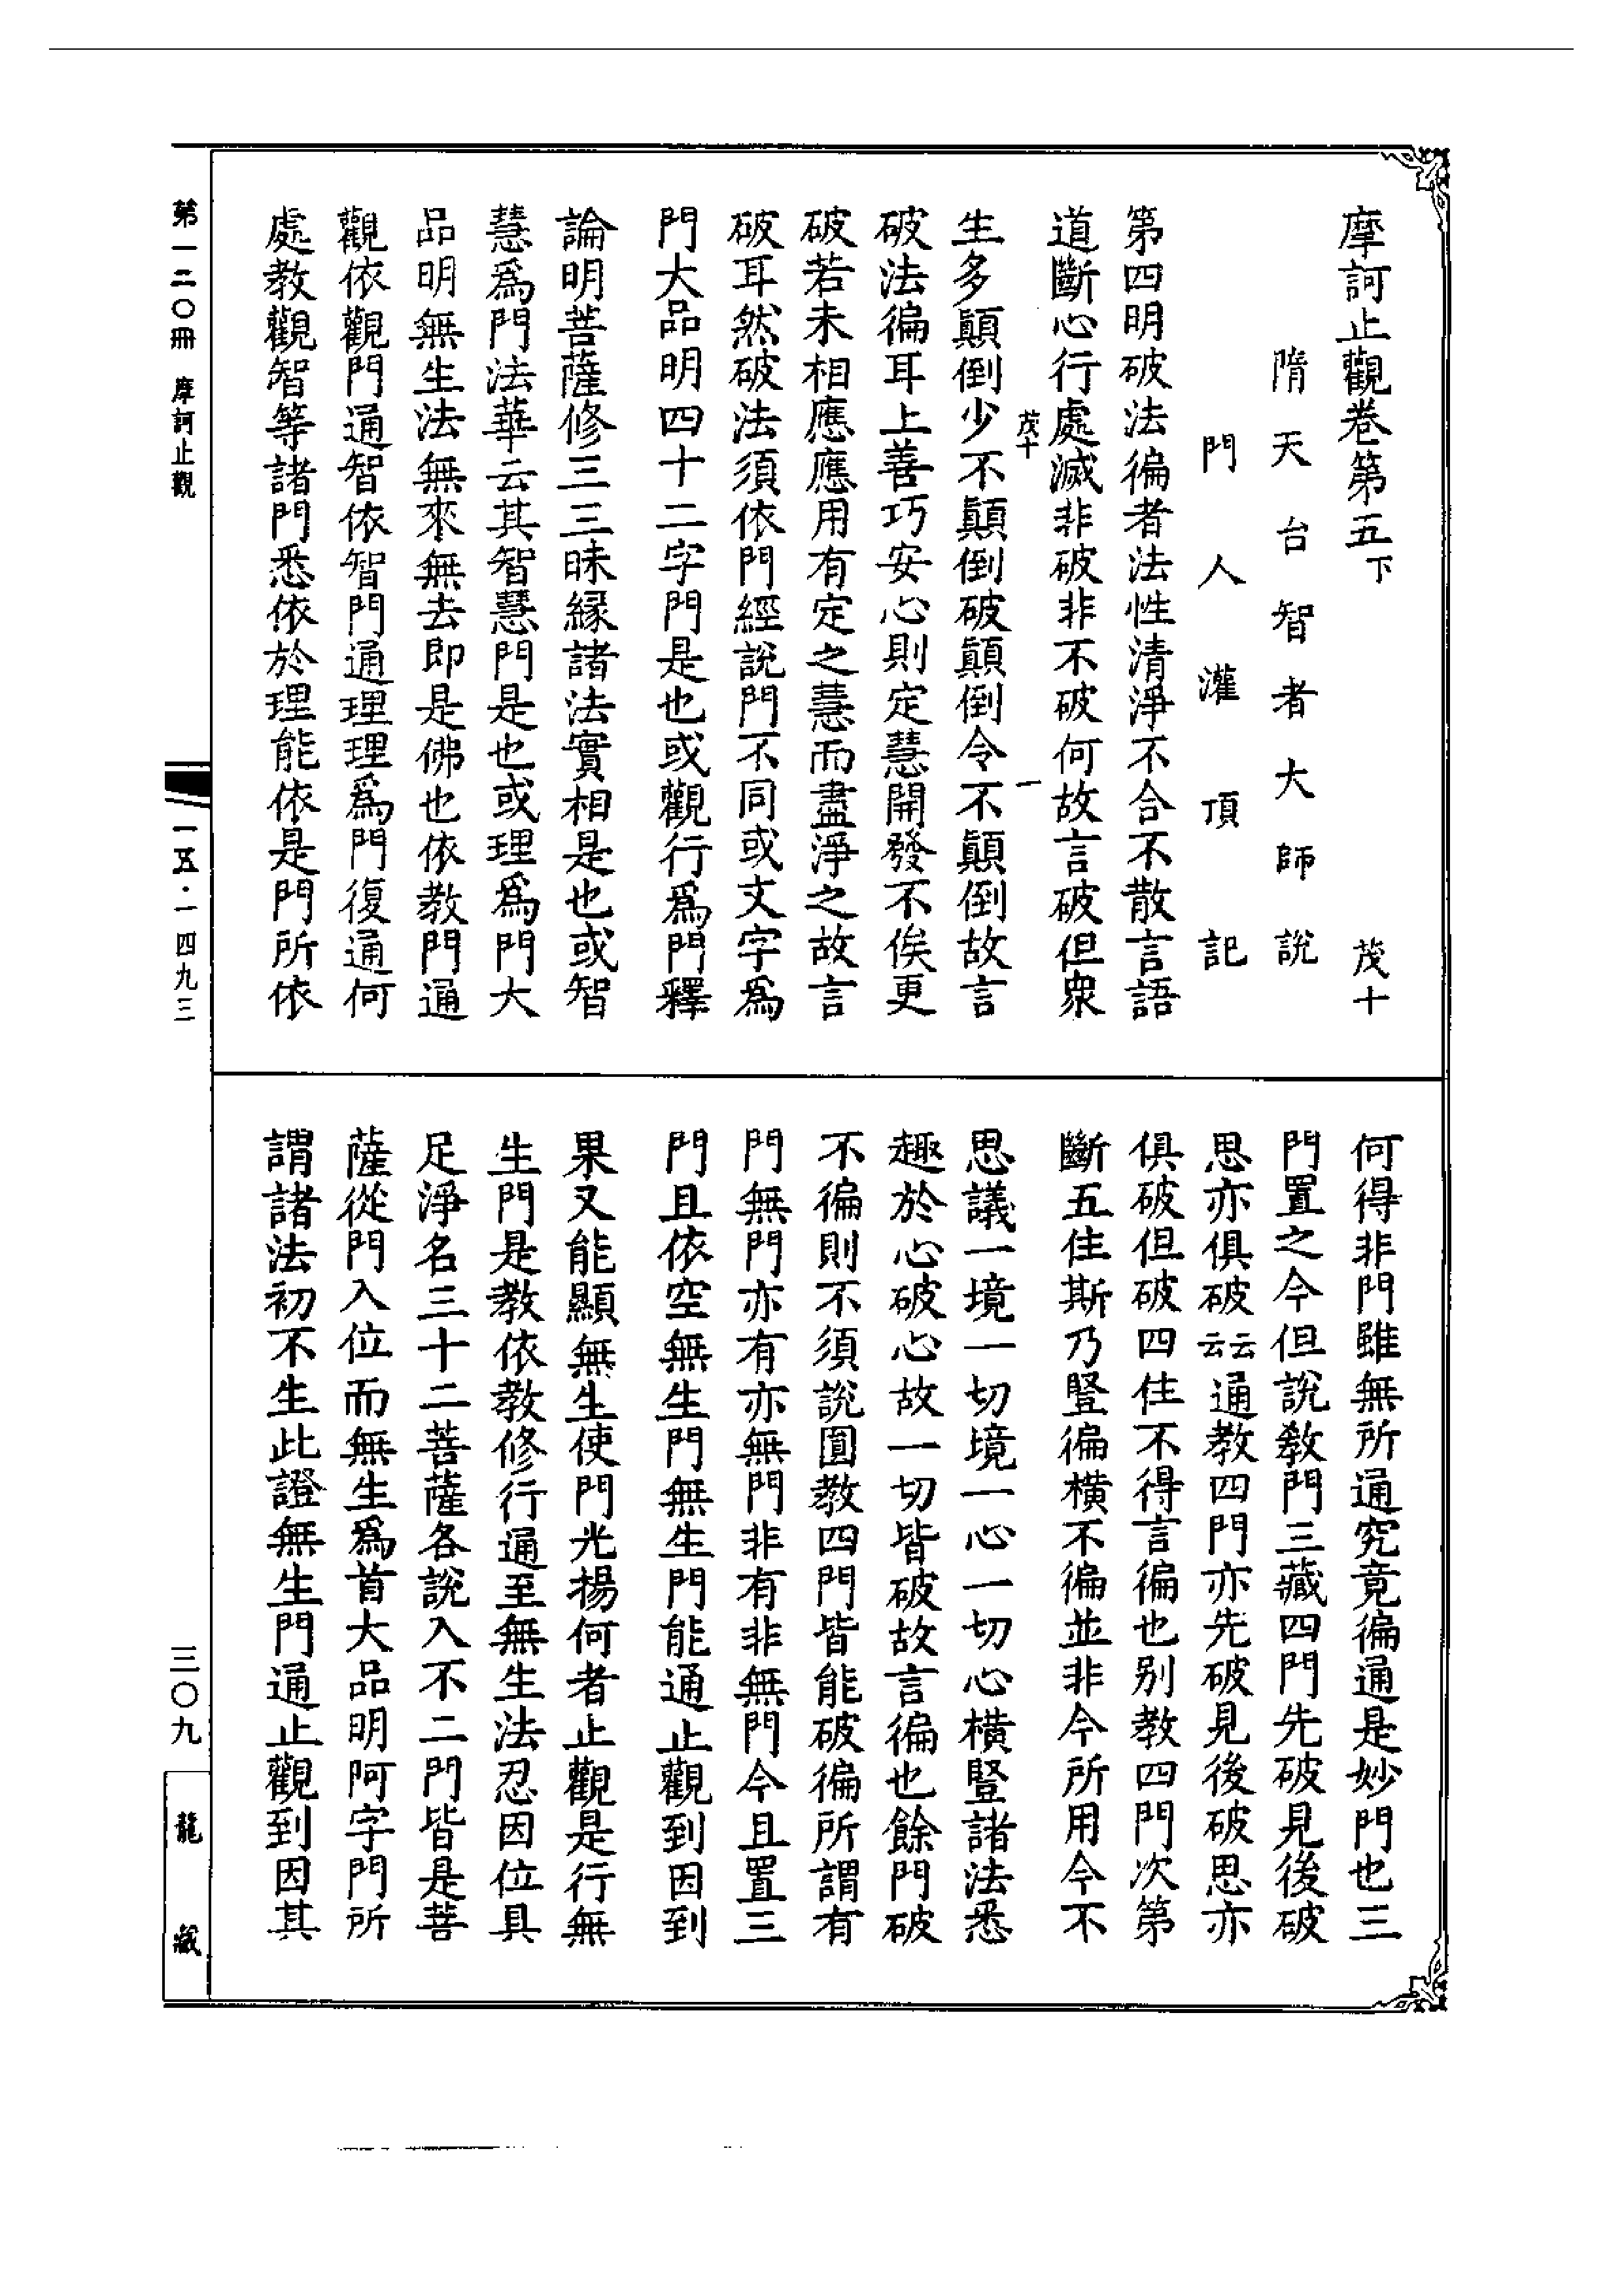 摩訶止觀卷第五下　茂十
隋天台智者大師說
門人灌頂記
第四明破法徧者法性清淨不合不散言語
道斷心行處滅非破非不破何故言破但衆
茂十　一
生多顚倒少不顚倒破顚倒令不顚倒故言
破法徧耳上善巧安心則定慧開發不俟更
破若未相應應用有定之慧而盡淨之故言
破耳然破法須依門經說門不同或文字爲
門大品明四十二字門是也或觀行爲門釋
論明菩薩修三三昧緣諸法實相是也或智
慧爲門法華云其智慧門是也或理爲門大
品明無生法無來無去即是佛也依教門通
觀依觀門通智依智門通理理爲門復通何
處教觀智等諸門悉依於理能依是門所依
何得非門雖無所通究竟徧通是妙門也三
門置之今但說教門三藏四門先破見後破
思亦俱破云云通教四門亦先破見後破思亦
俱破但破四住不得言徧也別教四門次第
斷五住斯乃豎徧橫不徧並非今所用今不
思議一境一切境一心一切心橫豎諸法悉
趣於心破心故一切皆破故言徧也餘門破
不徧則不須說圓教四門皆能破徧所謂有
門無門亦有亦無門非有非無門今且置三
門且依空無生門無生門能通止觀到因到
果又能顯無生使門光揚何者止觀是行無
生門是教依教修行通至無生法忍因位具
足淨名三十二菩薩各說入不二門皆是菩
薩從門入位而無生爲首大品明阿字門所
謂諸法初不生此證無生門通止觀到因其
第一二〇冊　摩訶止觀
一五·一四九三
三〇九
龍藏